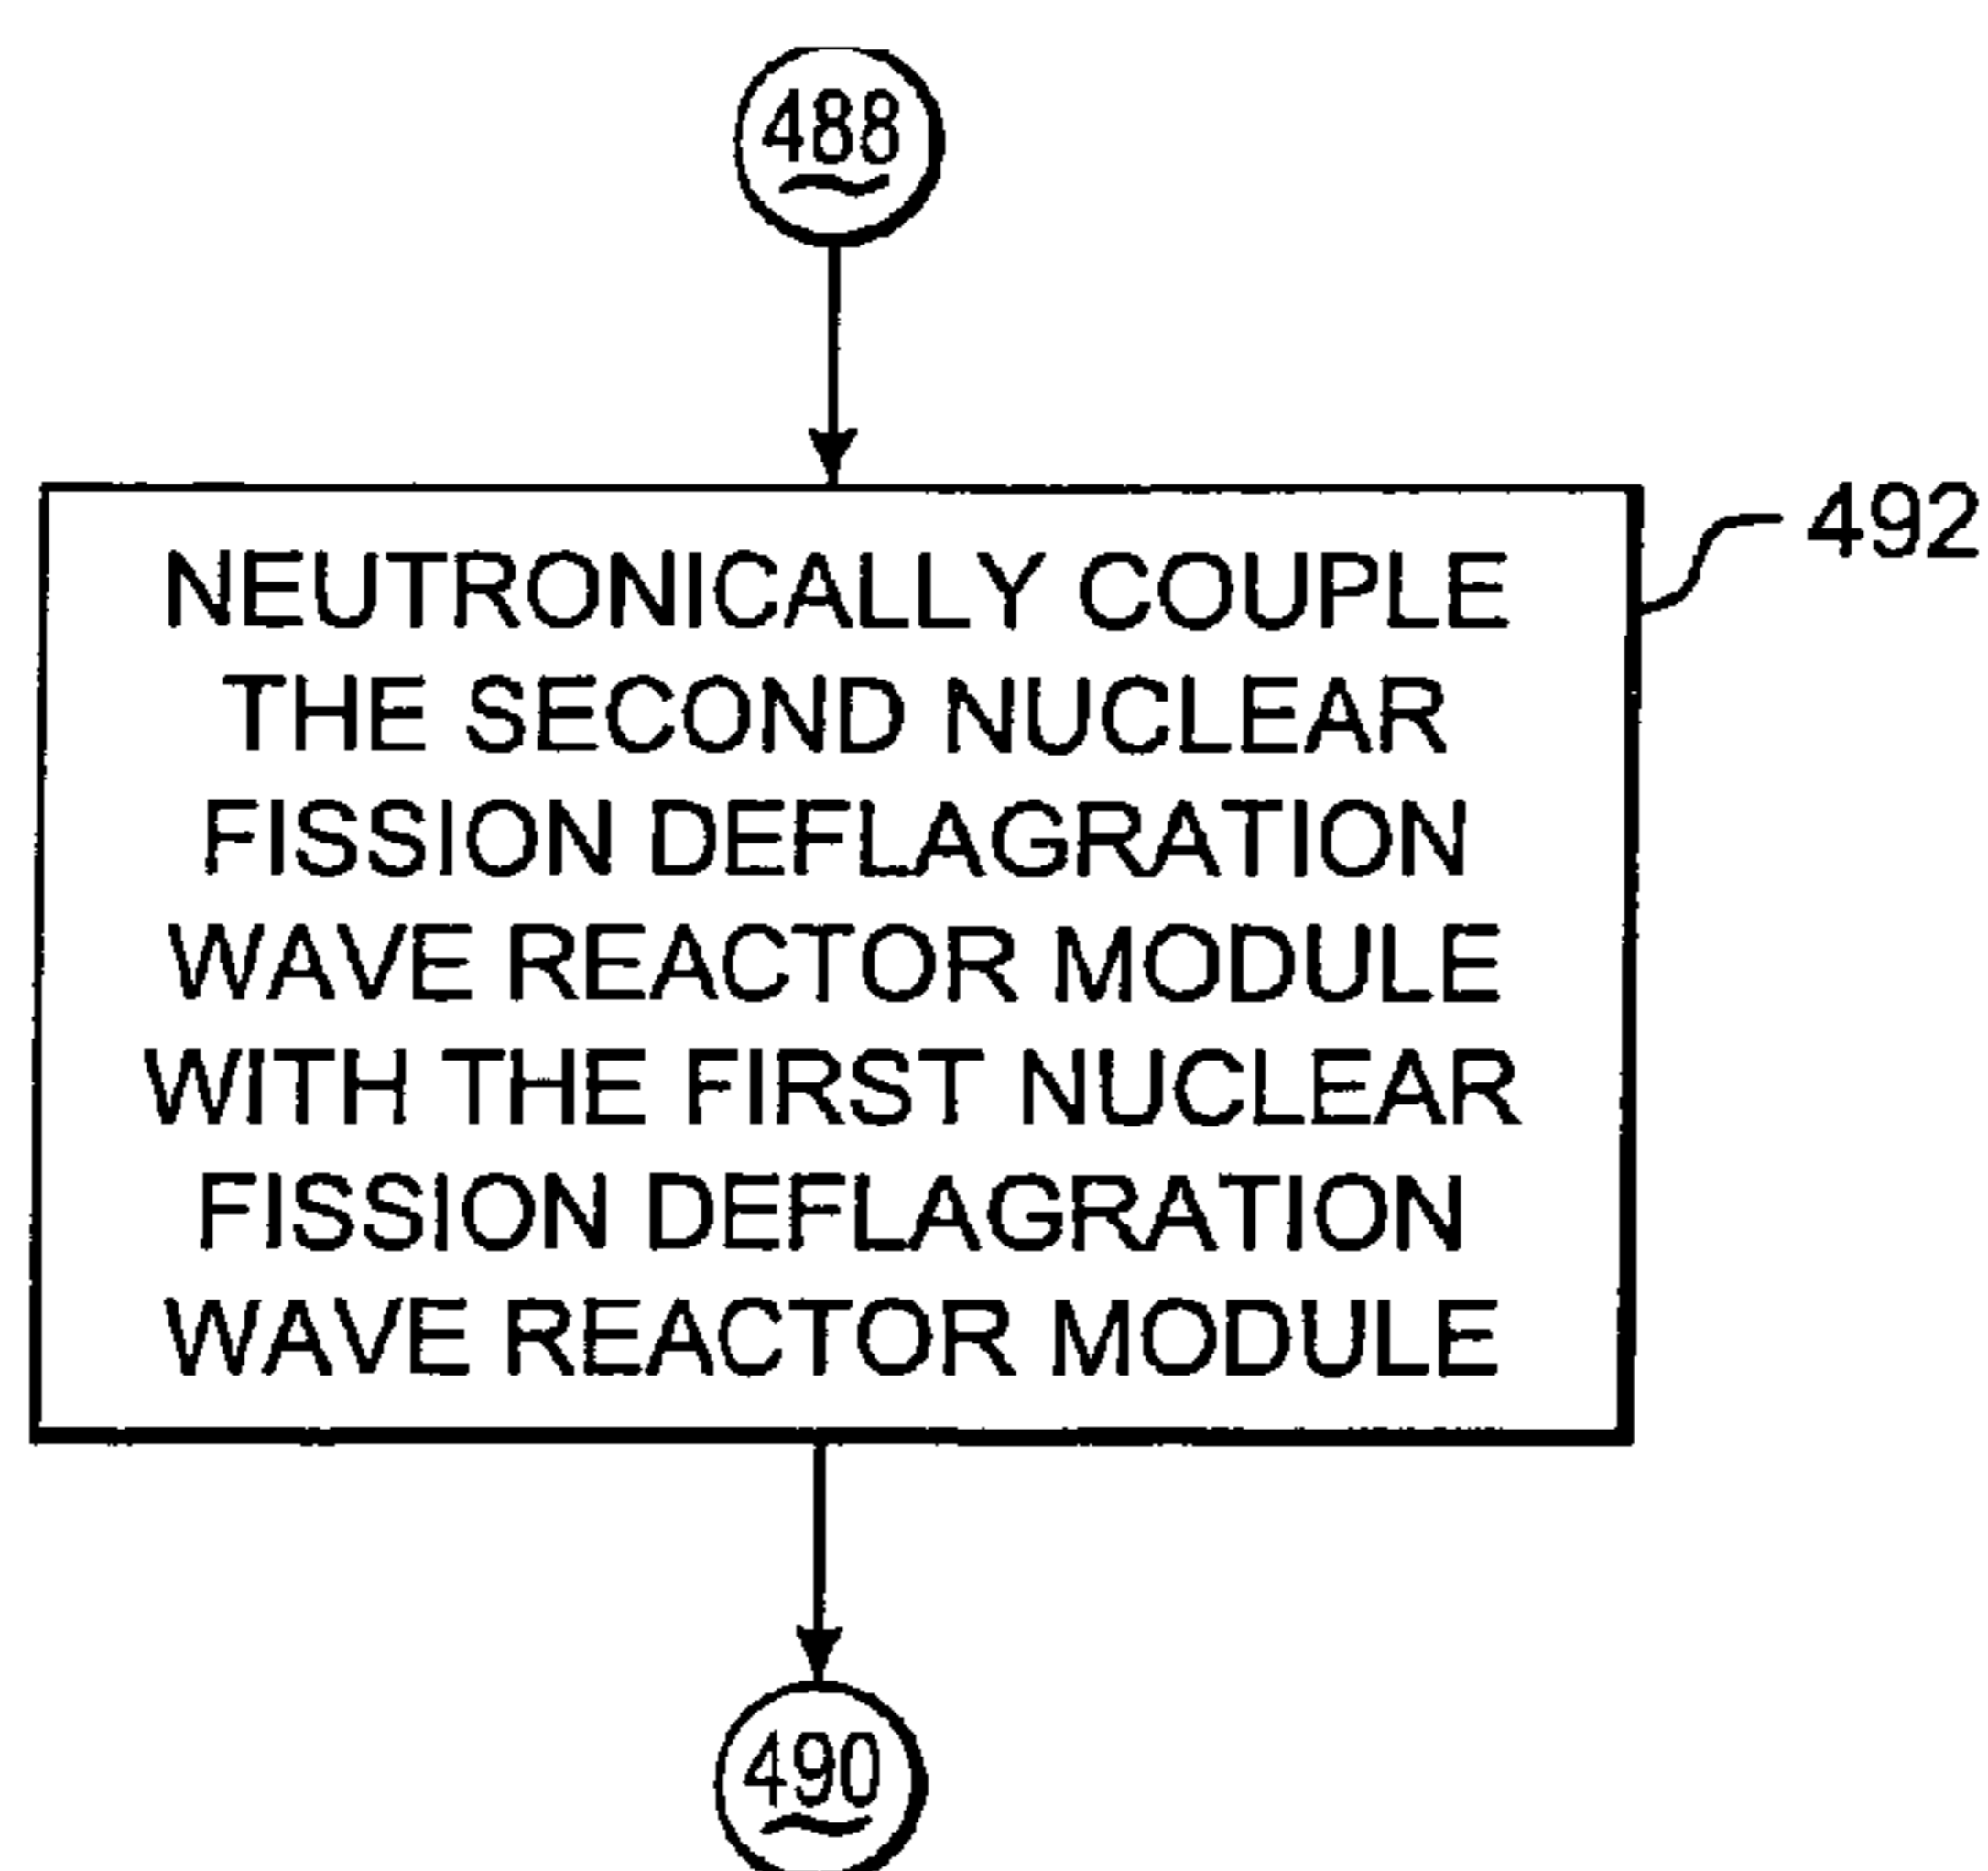 488
492
NEUTRONICALLY COUPLE
THE SECOND NUCLEAR
FISSION DEFLAGRATION
WAVE REACTOR MODULE
WITH THE FIRST NUCLEAR
FISSION DEFLAGRATION
WAVE REACTOR MODULE
490